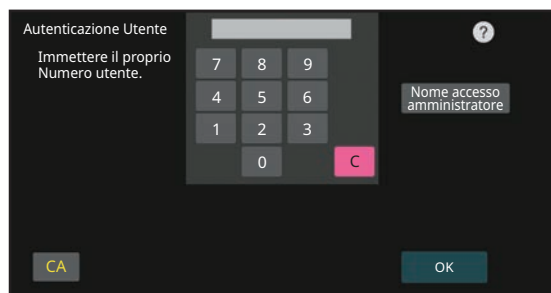 Autenticazione Utente
?
Immettere il proprio
Numero utente.
7 8 9
4 5 6
1 2 3
0 C
Nome accesso
amministratore
CA
OK